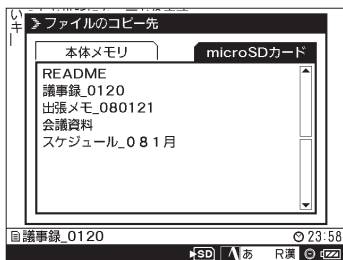 ファイルのコピー先
本体メモリ
microSDカード
README
議事録_0120
出張メモ_080121
会議資料
スケジュール_０８１月
議事録_0120
23:58
SD
あ
R漢